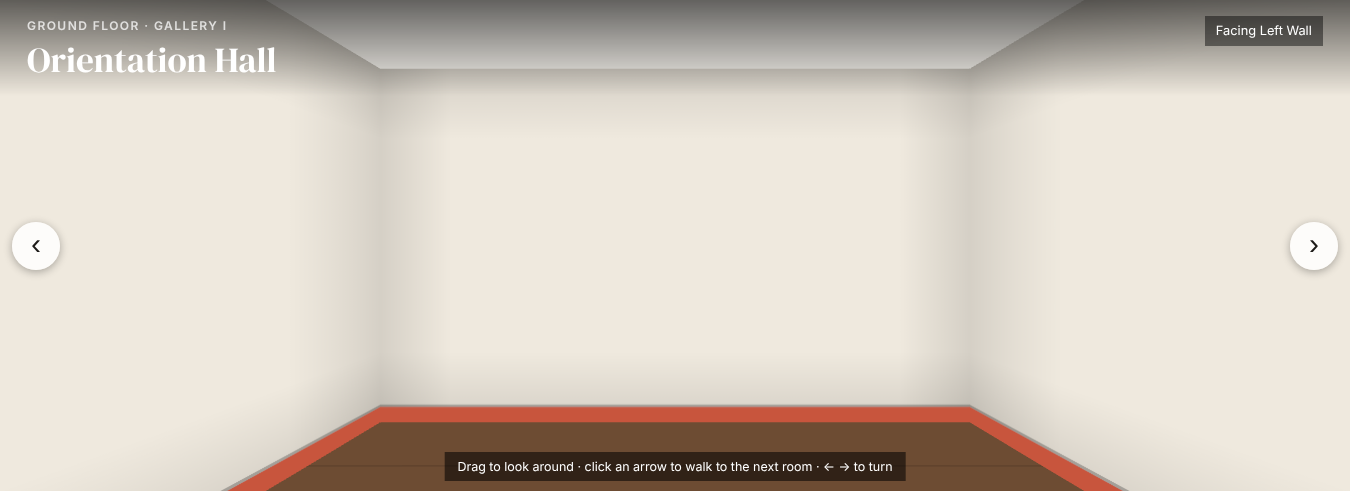 GROUND FLOOR · GALLERY I
Orientation Hall
Facing Left Wall
‹
›
Drag to look around · click an arrow to walk to the next room · ← → to turn